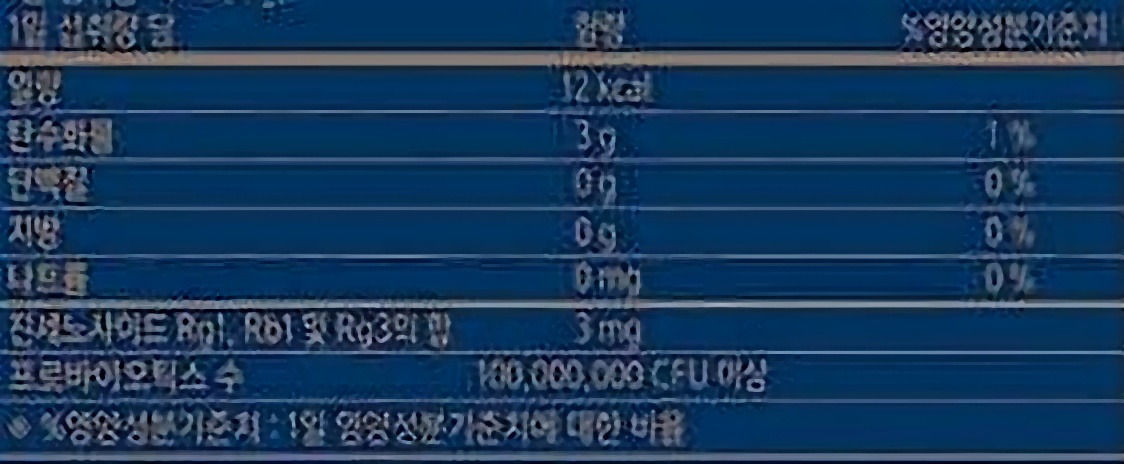 1일 섭취량 당 함량 %영양성분기준치
열량 12 kcal
탄수화물 3 g 1 %
단백질 0 g 0 %
지방 0 g 0 %
나트륨 0 mg 0 %
진세노사이드 Rg1, Rb1 및 Rg3의 합 3 mg
프로바이오틱스 수 100,000,000 CFU 이상
※ %영양성분기준치 : 1일 영양성분기준치에 대한 비율